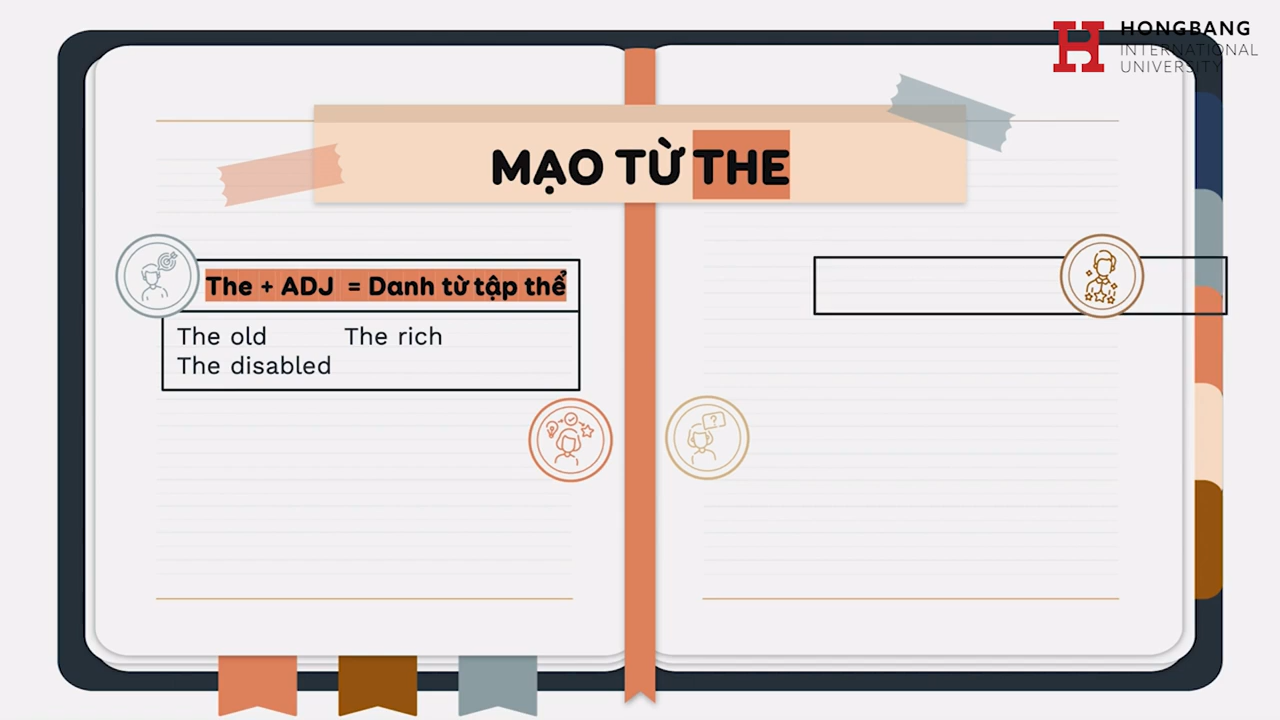 HONGBANG
INTERNATIONAL
UNIVERSITY
MẠO TỪ THE
The + ADJ = Danh từ tập thể
The old The rich
The disabled
?